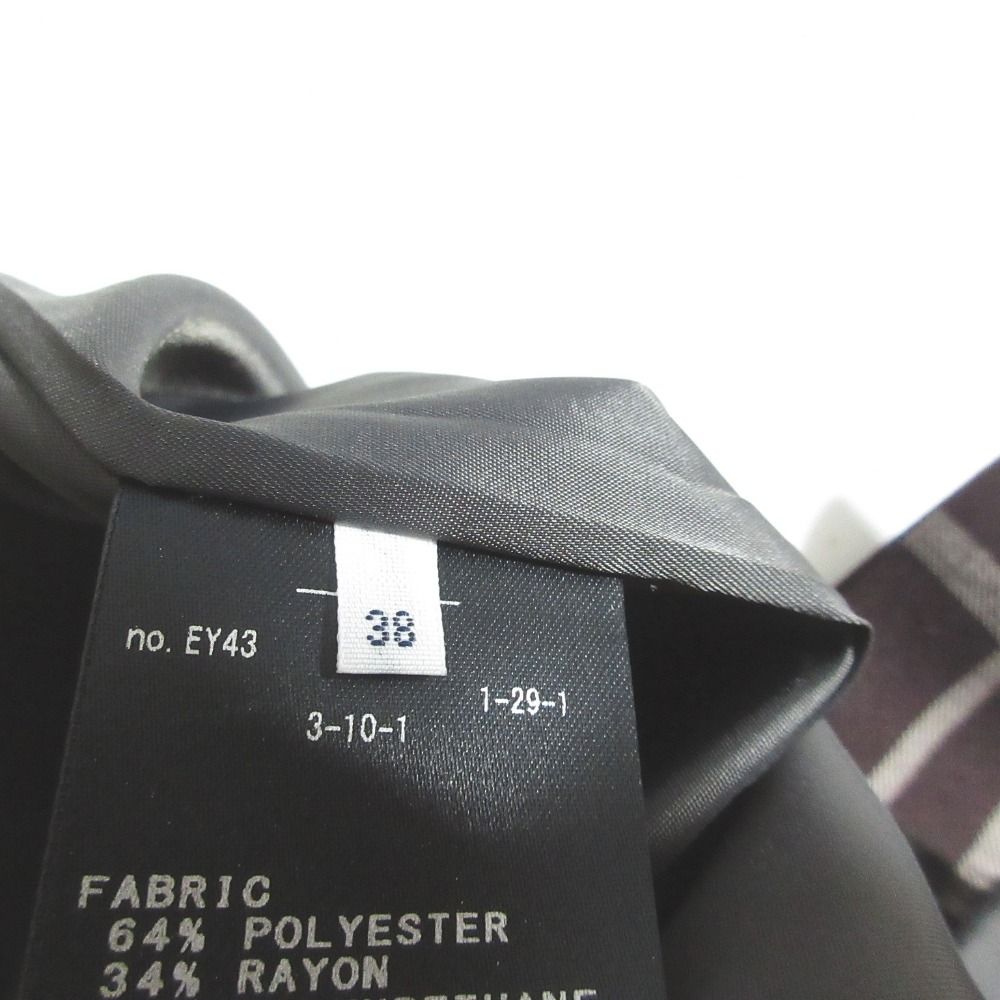 38
no. EY43
1-29-1
3-10-1
FABRIC
64% POLYESTER
34% RAYON